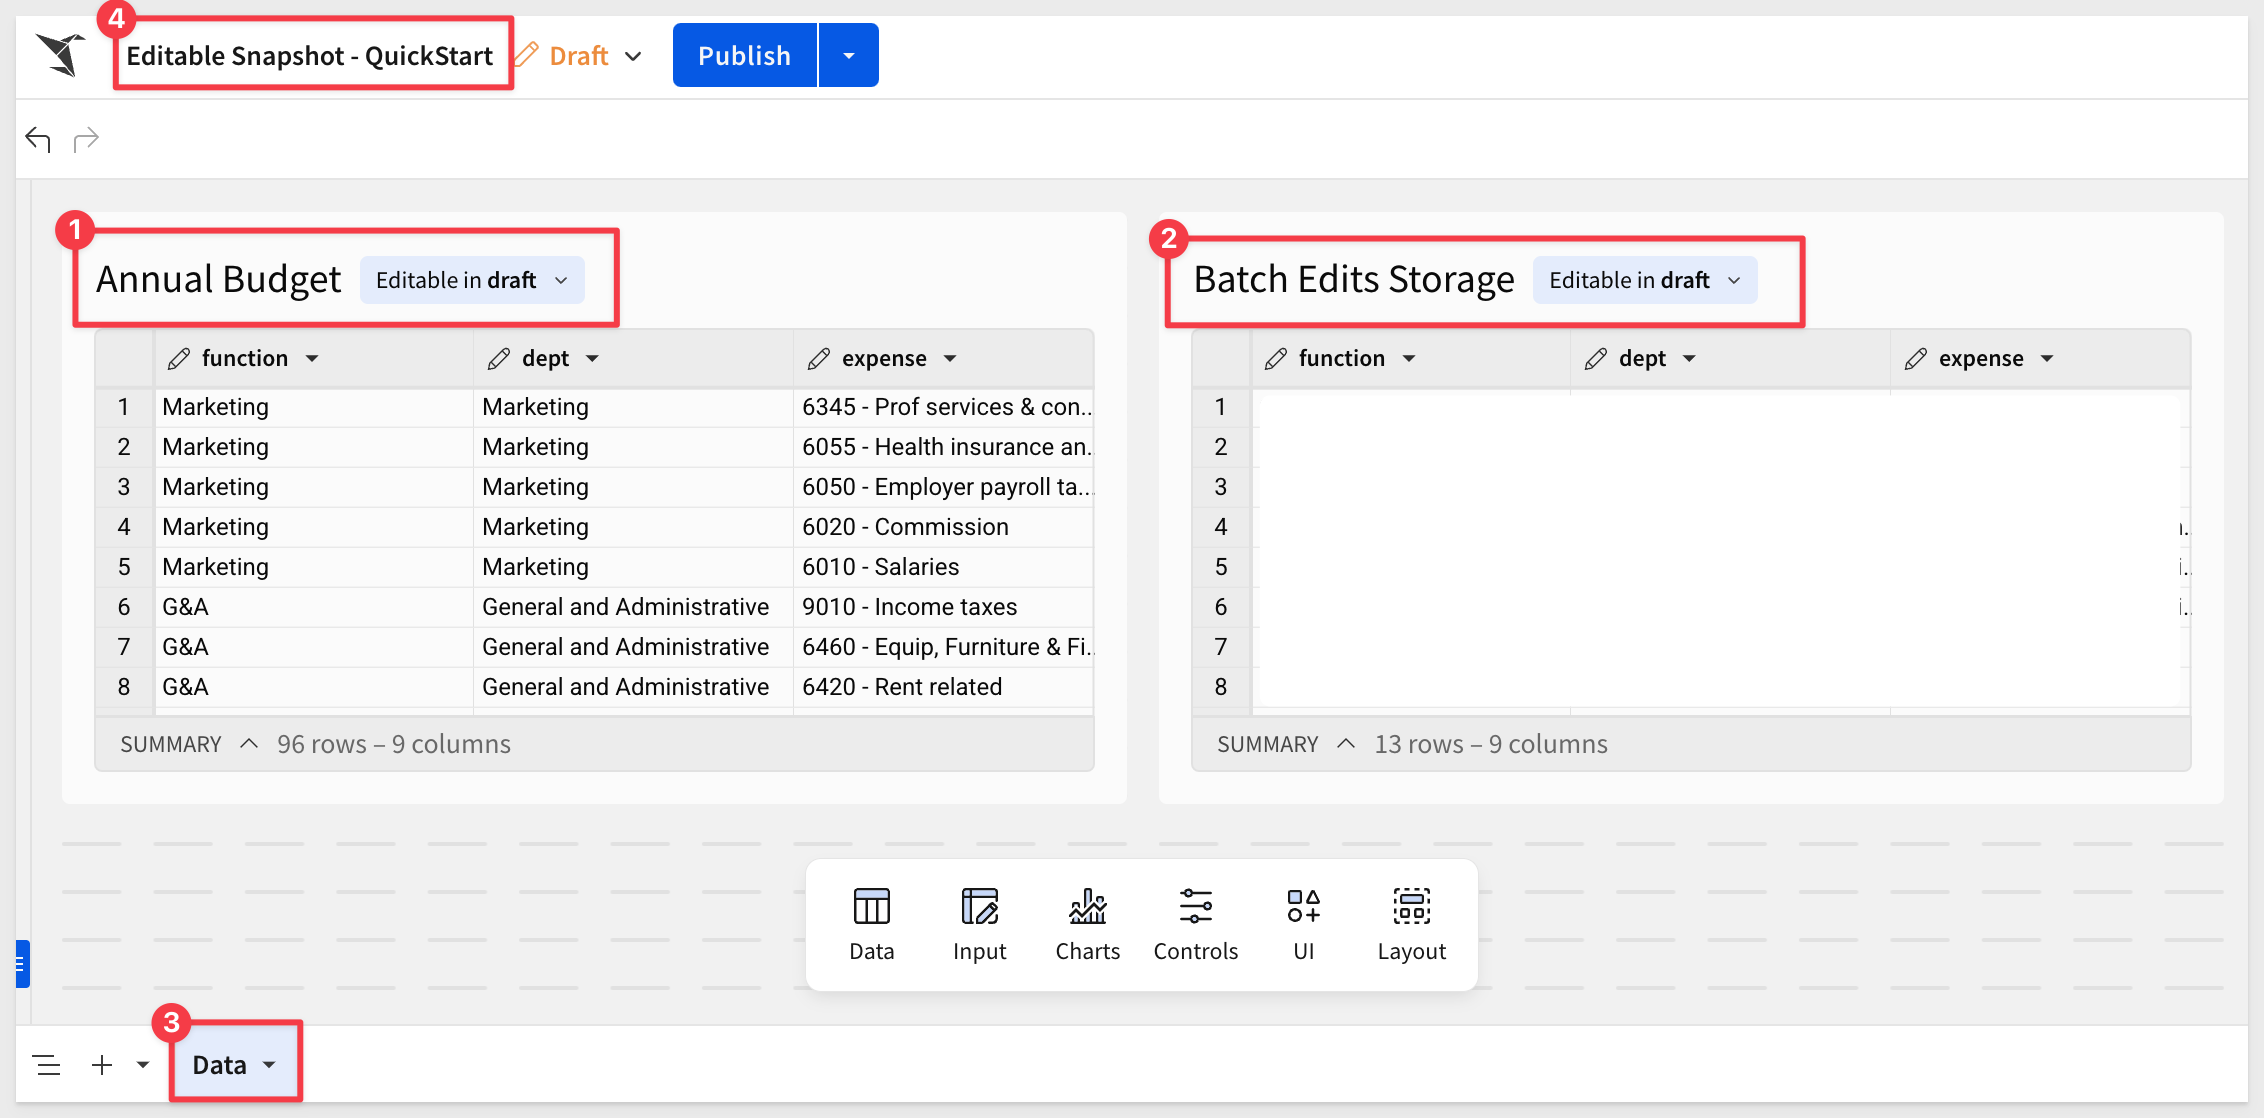 4
Editable Snapshot - QuickStart Draft Publish
1
Annual Budget Editable in draft
function dept expense
1 Marketing Marketing 6345 - Prof services & con...
2 Marketing Marketing 6055 - Health insurance an...
3 Marketing Marketing 6050 - Employer payroll ta...
4 Marketing Marketing 6020 - Commission
5 Marketing Marketing 6010 - Salaries
6 G&A General and Administrative 9010 - Income taxes
7 G&A General and Administrative 6460 - Equip, Furniture & Fi...
8 G&A General and Administrative 6420 - Rent related
SUMMARY 96 rows – 9 columns
2
Batch Edits Storage Editable in draft
function dept expense
1
2
3
4
5
6
7
8
SUMMARY 13 rows – 9 columns
Data Input Charts Controls UI Layout
3
Data